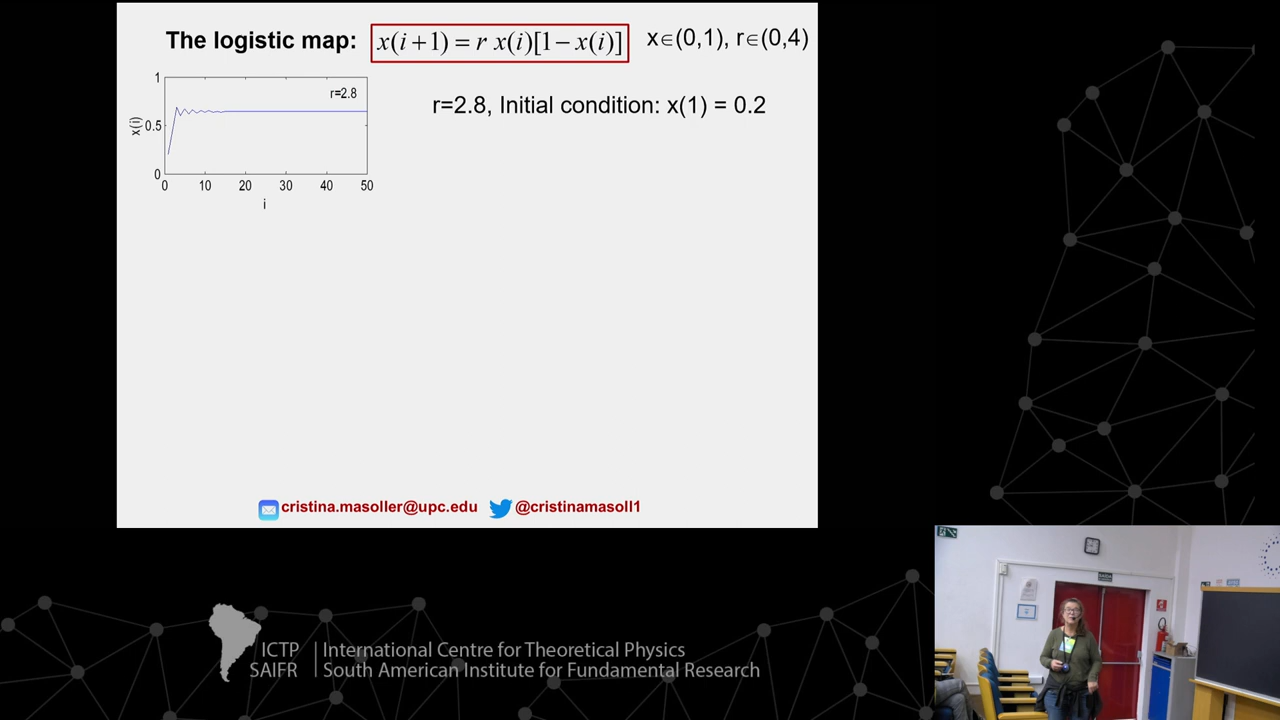 The logistic map: x(i+1) = r x(i)[1−x(i)] x∈(0,1), r∈(0,4)
r=2.8, Initial condition: x(1) = 0.2
1
r=2.8
x(i)
0.5
0
0 10 20 30 40 50
i
cristina.masoller@upc.edu @cristinamasoll1
ICTP International Centre for Theoretical Physics
SAIFR South American Institute for Fundamental Research